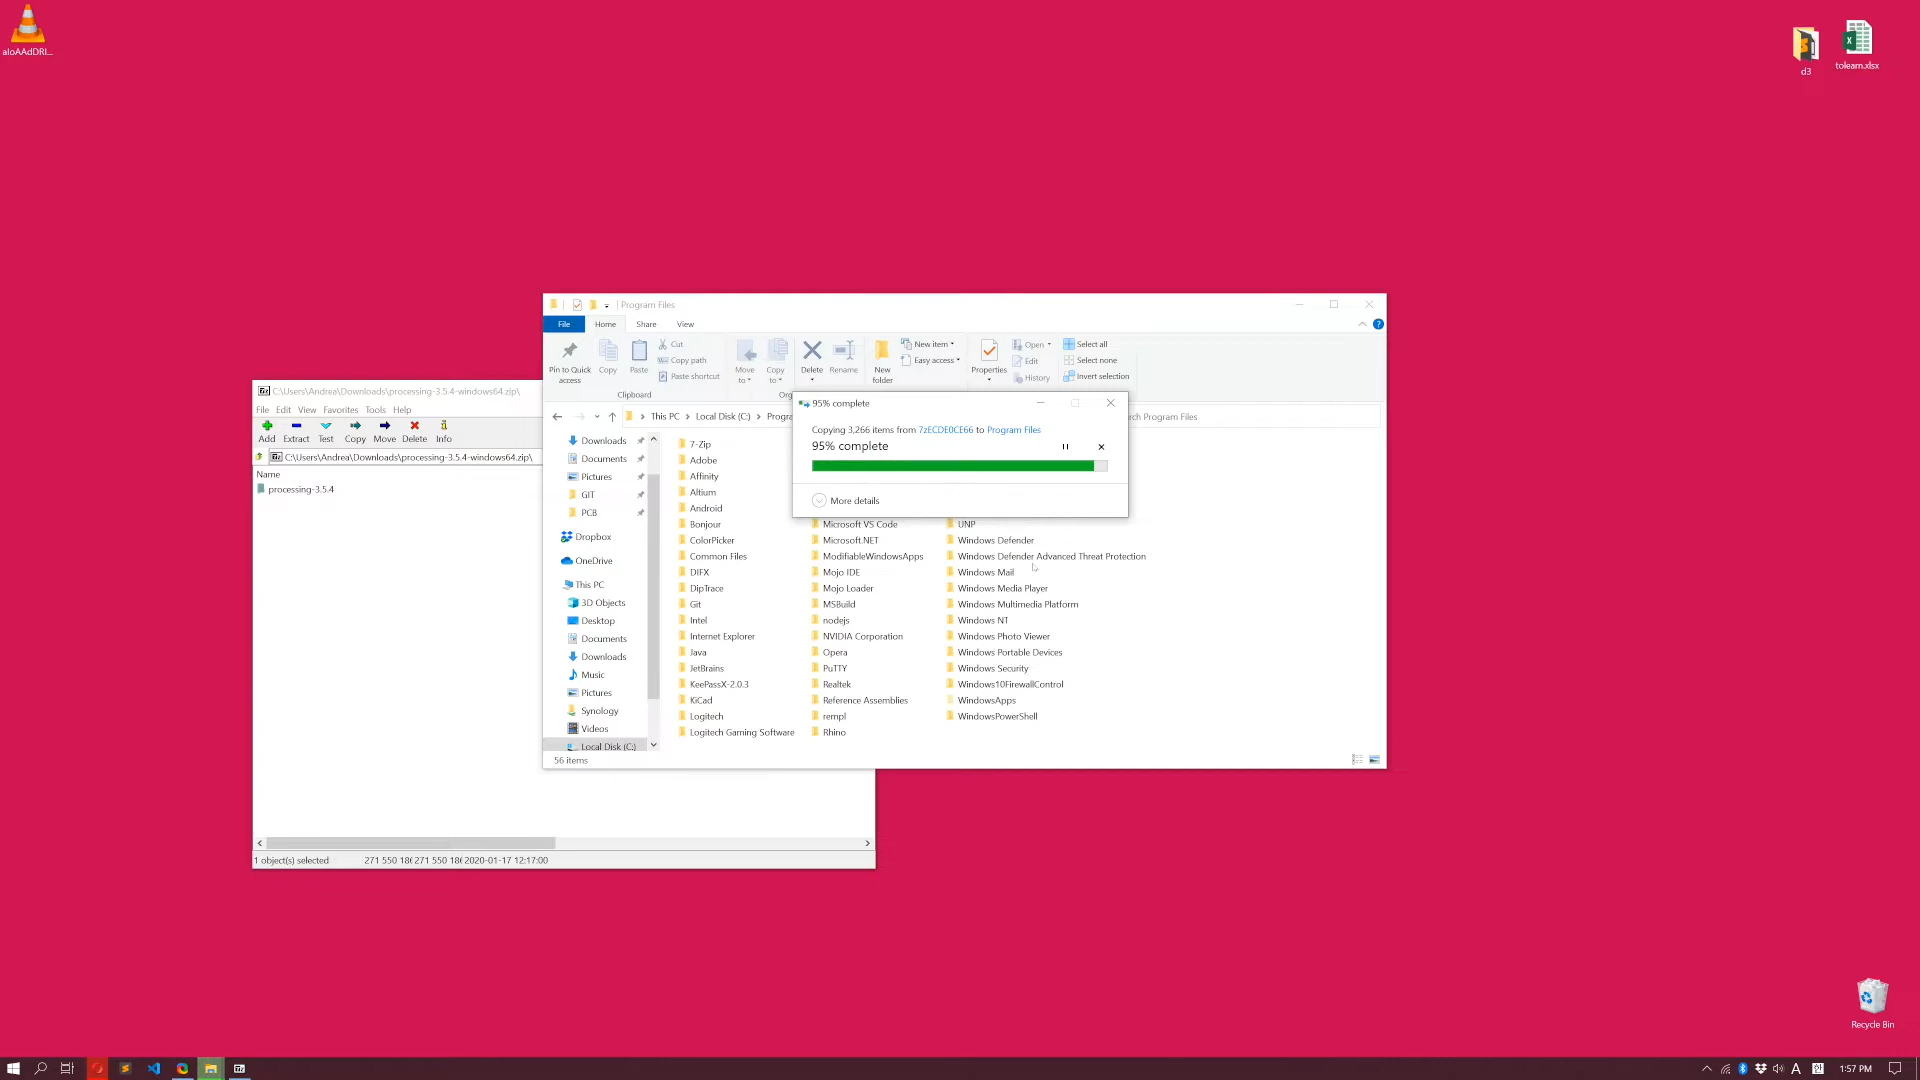 aloAAdDRI...
d3
tolearn.xlsx
Program Files
File
Home
Share
View
Pin to Quick access
Copy
Paste
Cut
Copy path
Paste shortcut
Move to
Copy to
Delete
Rename
New folder
New item
Easy access
Properties
Open
Edit
History
Select all
Select none
Invert selection
Clipboard
This PC
Local Disk (C:)
95% complete
Copying 3,266 items from 7zECDE0CE66 to Program Files
95% complete
More details
Downloads
Documents
Pictures
GIT
PCB
Dropbox
OneDrive
This PC
3D Objects
Desktop
Documents
Downloads
Music
Pictures
Synology
Videos
Local Disk (C:)
7-Zip
Adobe
Affinity
Altium
Android
Bonjour
ColorPicker
Common Files
DIFX
DipTrace
Git
Intel
Internet Explorer
Java
JetBrains
KeePassX-2.0.3
KiCad
Logitech
Logitech Gaming Software
Microsoft VS Code
Microsoft.NET
ModifiableWindowsApps
Mojo IDE
Mojo Loader
MSBuild
nodejs
NVIDIA Corporation
Opera
PuTTY
Realtek
Reference Assemblies
rempl
Rhino
UNP
Windows Defender
Windows Defender Advanced Threat Protection
Windows Mail
Windows Media Player
Windows Multimedia Platform
Windows NT
Windows Photo Viewer
Windows Portable Devices
Windows Security
Windows10FirewallControl
WindowsApps
WindowsPowerShell
56 items
C:\Users\Andrea\Downloads\processing-3.5.4-windows64.zip\
File Edit View Favorites Tools Help
Add Extract Test Copy Move Delete Info
C:\Users\Andrea\Downloads\processing-3.5.4-windows64.zip\
Name
processing-3.5.4
1 object(s) selected
271 550 18
271 550 18
2020-01-17 12:17:00
Recycle Bin
A
1:57 PM